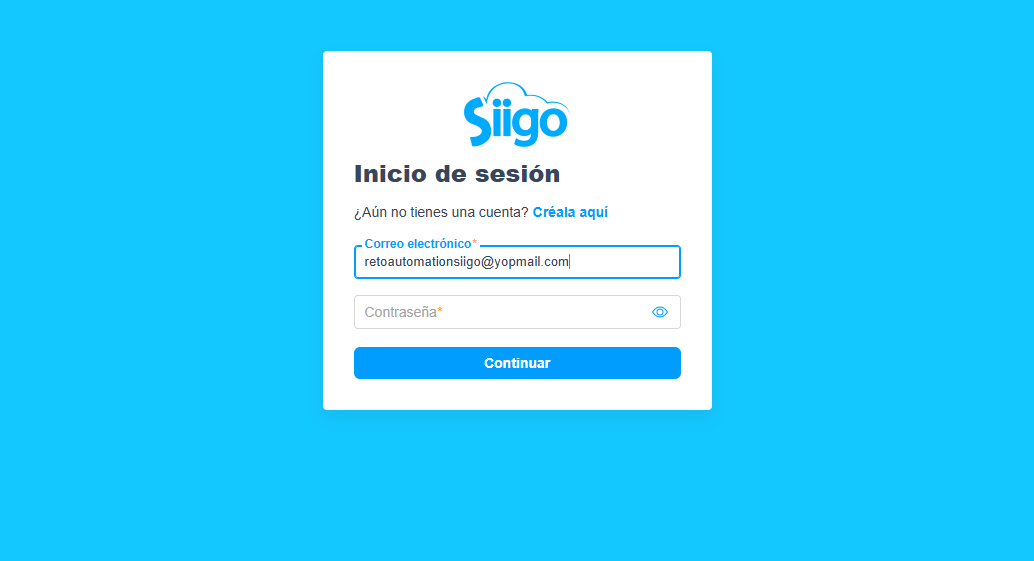 Siigo
Inicio de sesión
¿Aún no tienes una cuenta? Créala aquí
Correo electrónico*
retoautomationsiigo@yopmail.com
Contraseña*
Continuar